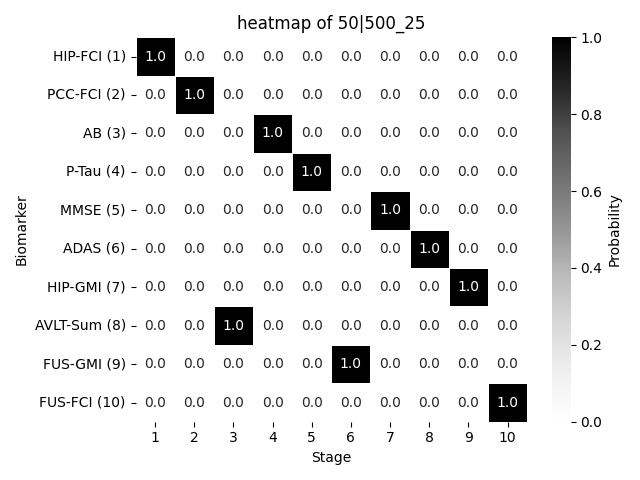 heatmap of 50|500_25
HIP-FCI (1) 1.0 0.0 0.0 0.0 0.0 0.0 0.0 0.0 0.0 0.0
PCC-FCI (2) 0.0 1.0 0.0 0.0 0.0 0.0 0.0 0.0 0.0 0.0
AB (3) 0.0 0.0 0.0 1.0 0.0 0.0 0.0 0.0 0.0 0.0
P-Tau (4) 0.0 0.0 0.0 0.0 1.0 0.0 0.0 0.0 0.0 0.0
MMSE (5) 0.0 0.0 0.0 0.0 0.0 0.0 1.0 0.0 0.0 0.0
ADAS (6) 0.0 0.0 0.0 0.0 0.0 0.0 0.0 1.0 0.0 0.0
HIP-GMI (7) 0.0 0.0 0.0 0.0 0.0 0.0 0.0 0.0 1.0 0.0
AVLT-Sum (8) 0.0 0.0 1.0 0.0 0.0 0.0 0.0 0.0 0.0 0.0
FUS-GMI (9) 0.0 0.0 0.0 0.0 0.0 1.0 0.0 0.0 0.0 0.0
FUS-FCI (10) 0.0 0.0 0.0 0.0 0.0 0.0 0.0 0.0 0.0 1.0
1 2 3 4 5 6 7 8 9 10
Stage
Biomarker
1.0
0.8
0.6
0.4
0.2
0.0
Probability